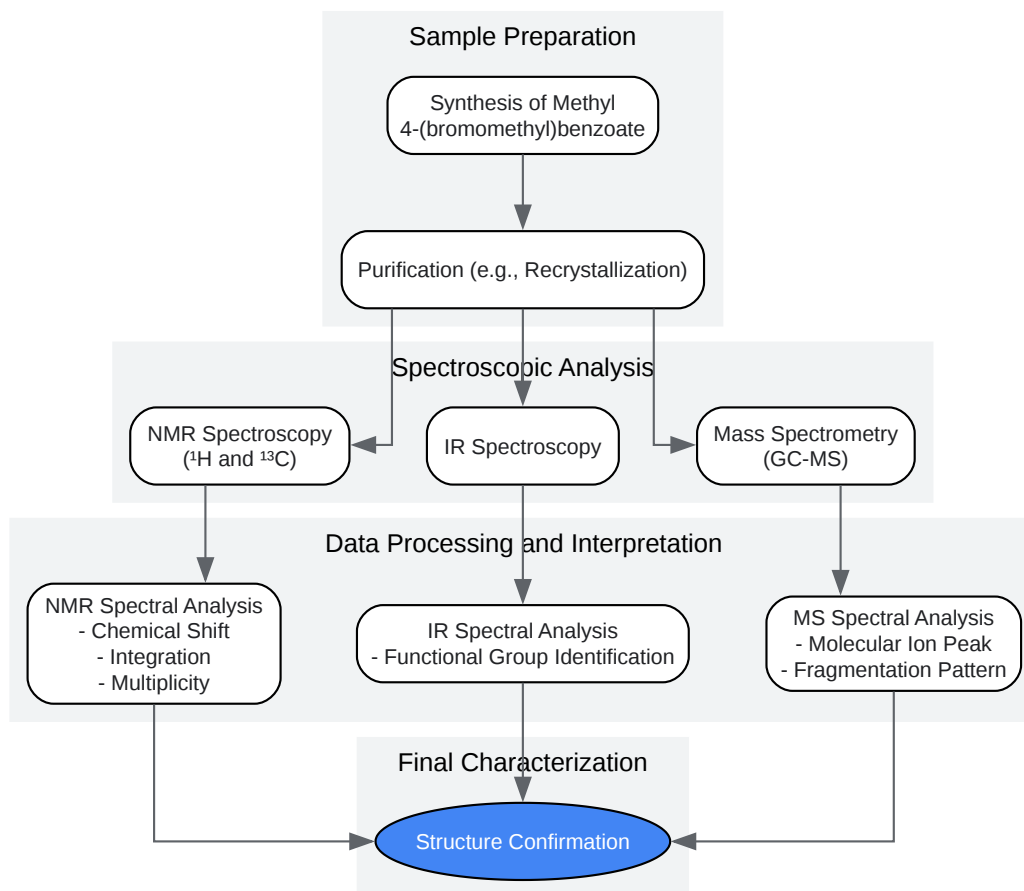 Sample Preparation
Synthesis of Methyl
4-(bromomethyl)benzoate
Purification (e.g., Recrystallization)
Spectroscopic Analysis
NMR Spectroscopy
(¹H and ¹³C)
IR Spectroscopy
Mass Spectrometry
(GC-MS)
Data Processing and Interpretation
NMR Spectral Analysis
- Chemical Shift
- Integration
- Multiplicity
IR Spectral Analysis
- Functional Group Identification
MS Spectral Analysis
- Molecular Ion Peak
- Fragmentation Pattern
Final Characterization
Structure Confirmation